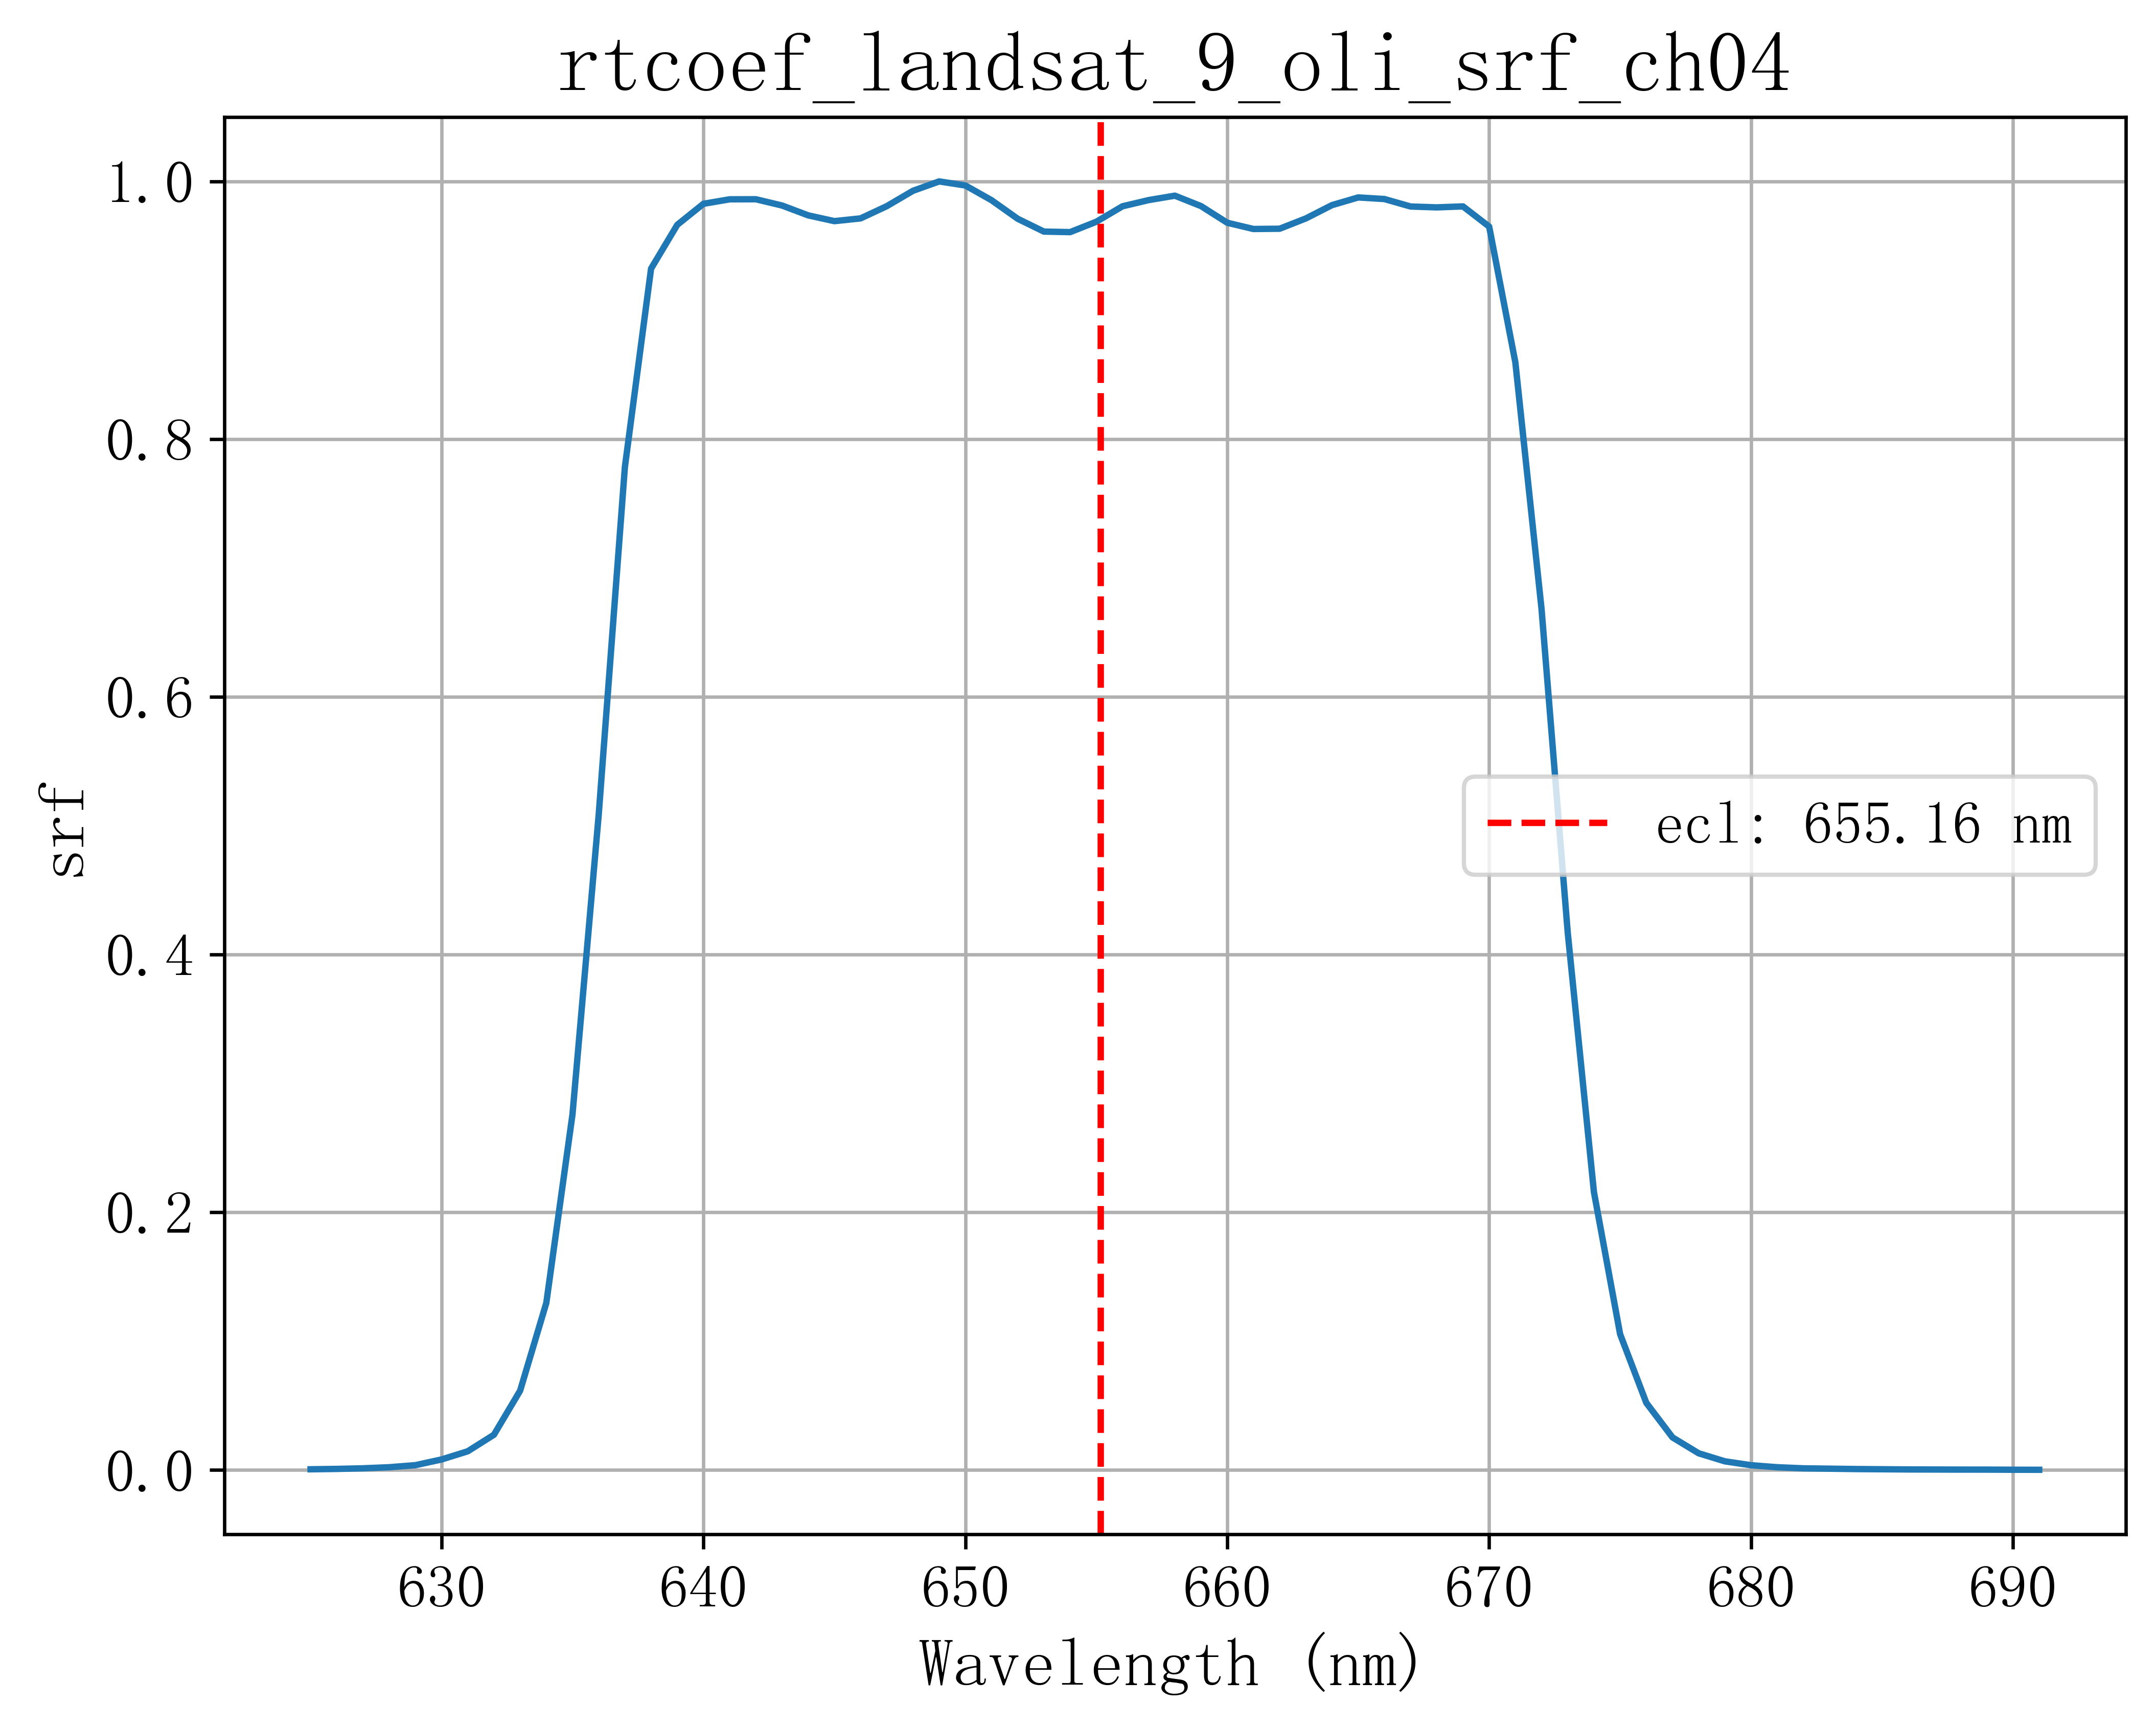 rtcoef_landsat_9_oli_srf_ch04
1.0
0.8
0.6
0.4
0.2
0.0
srf
ecl: 655.16 nm
630 640 650 660 670 680 690
Wavelength (nm)